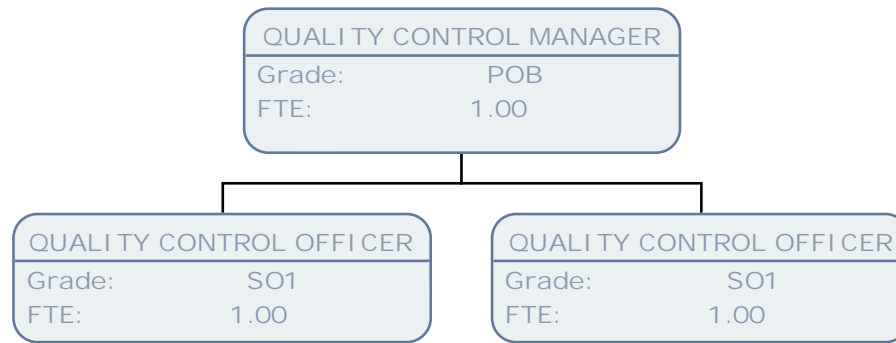 QUALITY CONTROL MANAGER
Grade: POB
FTE: 1.00
QUALITY CONTROL OFFICER
Grade: SO1
FTE: 1.00
QUALITY CONTROL OFFICER
Grade: SO1
FTE: 1.00